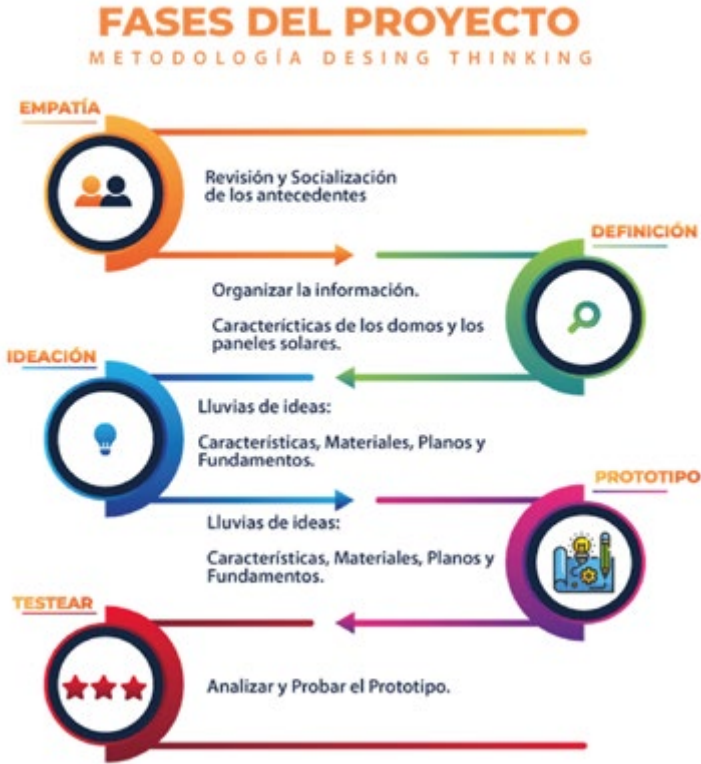 FASES DEL PROYECTO
METODOLOGÍA DESING THINKING
EMPATÍA
Revisión y Socialización
de los antecedentes
DEFINICIÓN
Organizar la información.
Caracterícticas de los domos y los
paneles solares.
IDEACIÓN
Lluvias de ideas:
Características, Materiales, Planos y
Fundamentos.
PROTOTIPO
Lluvias de ideas:
Características, Materiales, Planos y
Fundamentos.
TESTEAR
Analizar y Probar el Prototipo.